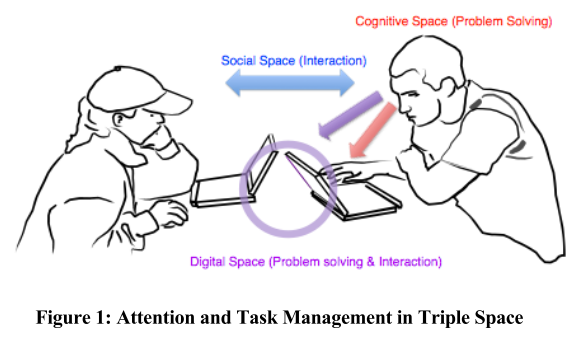 Cognitive Space (Problem Solving)
Social Space (Interaction)
Digital Space (Problem solving & Interaction)
Figure 1: Attention and Task Management in Triple Space